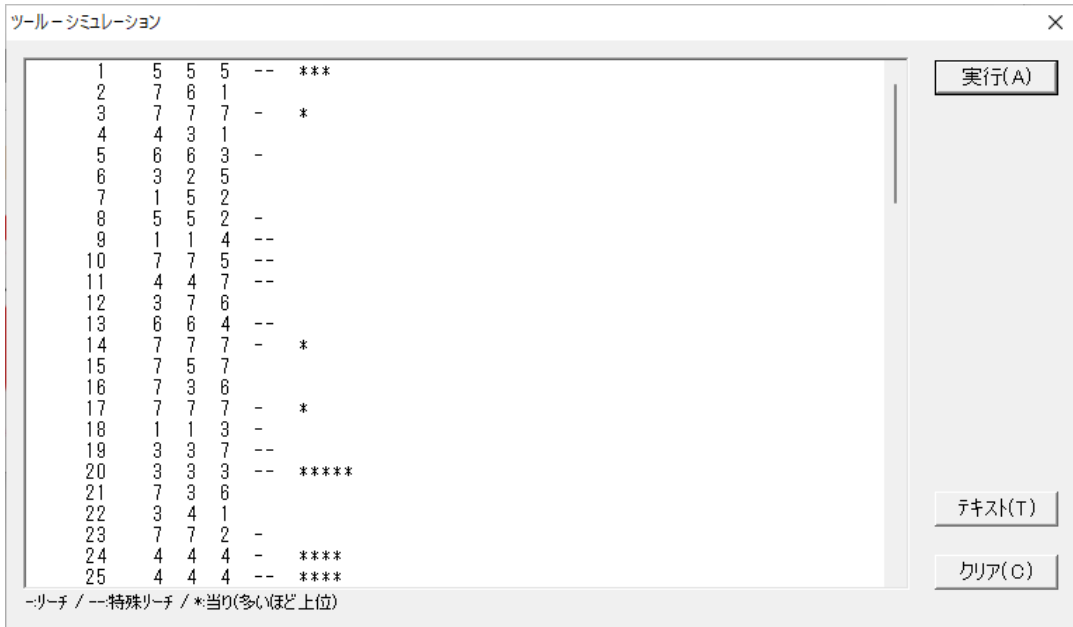 ツール－シミュレーション
1 5 5 5 -- ***
2 7 6 1
3 7 7 7 - *
4 4 3 1
5 6 6 3 -
6 3 2 5
7 1 5 2
8 5 5 2 -
9 1 1 4 --
10 7 7 5 --
11 4 4 7 --
12 3 7 6
13 6 6 4 --
14 7 7 7 - *
15 7 5 7
16 7 3 6
17 7 7 7 - *
18 1 1 3 -
19 3 3 7 --
20 3 3 3 -- *****
21 7 3 6
22 3 4 1
23 7 7 2 -
24 4 4 4 - ****
25 4 4 4 -- ****
-:リーチ / --:特殊リーチ / *:当り(多いほど上位)
実行(A)
テキスト(T)
クリア(C)